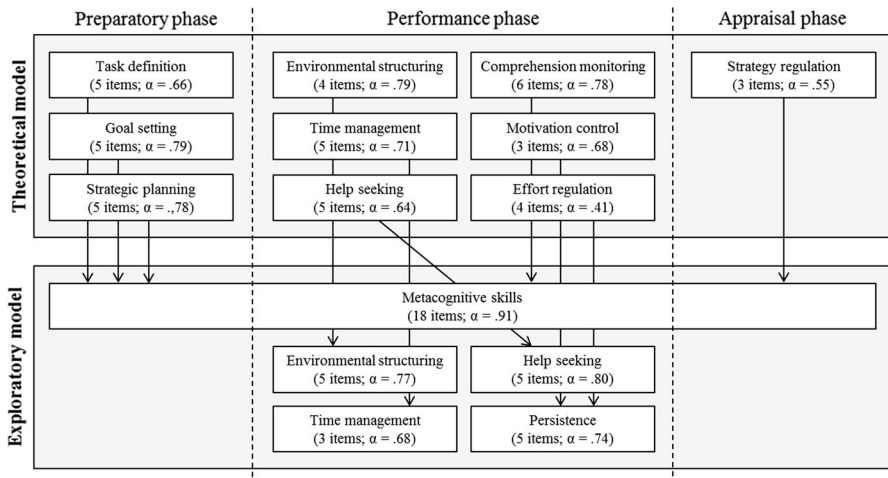 Preparatory phase
Performance phase
Appraisal phase
Theoretical model
Task definition
(5 items; α = .66)
Goal setting
(5 items; α = .79)
Strategic planning
(5 items; α = .,78)
Environmental structuring
(4 items; α = .79)
Time management
(5 items; α = .71)
Help seeking
(5 items; α = .64)
Comprehension monitoring
(6 items; α = .78)
Motivation control
(3 items; α = .68)
Effort regulation
(4 items; α = .41)
Strategy regulation
(3 items; α = .55)
Exploratory model
Metacognitive skills
(18 items; α = .91)
Environmental structuring
(5 items; α = .77)
Time management
(3 items; α = .68)
Help seeking
(5 items; α = .80)
Persistence
(5 items; α = .74)